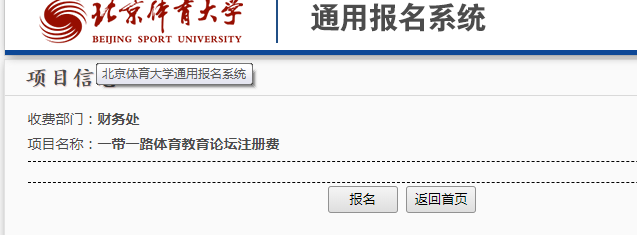 北京体育大学
BEIJING SPORT UNIVERSITY
通用报名系统
项目信
北京体育大学通用报名系统
收费部门：财务处
项目名称：一带一路体育教育论坛注册费
报名
返回首页